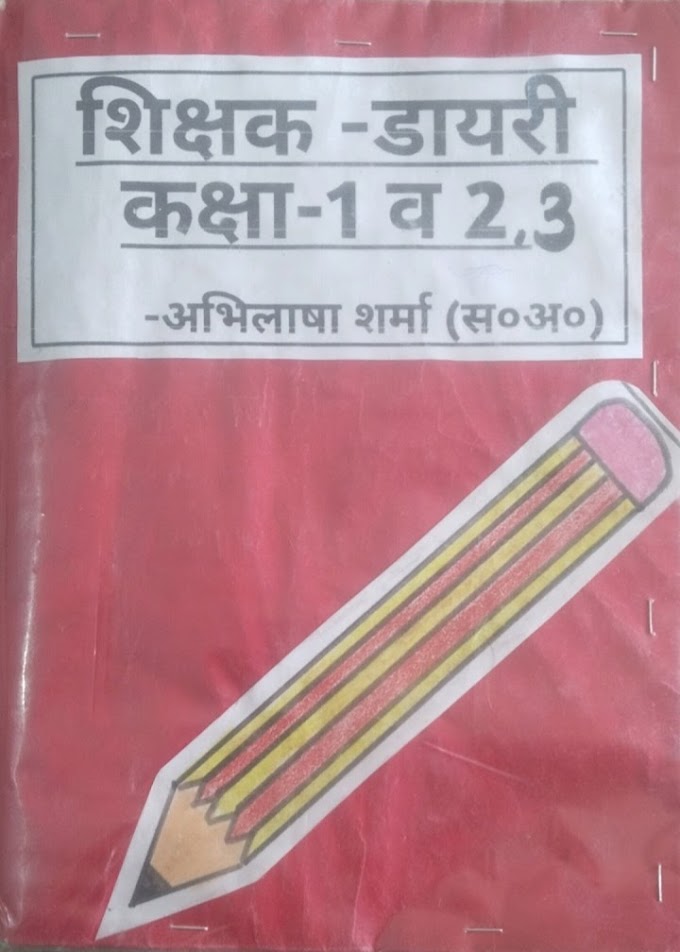 शिक्षक -डायरी
कक्षा-1 व 2,3
-अभिलाषा शर्मा (स०अ०)